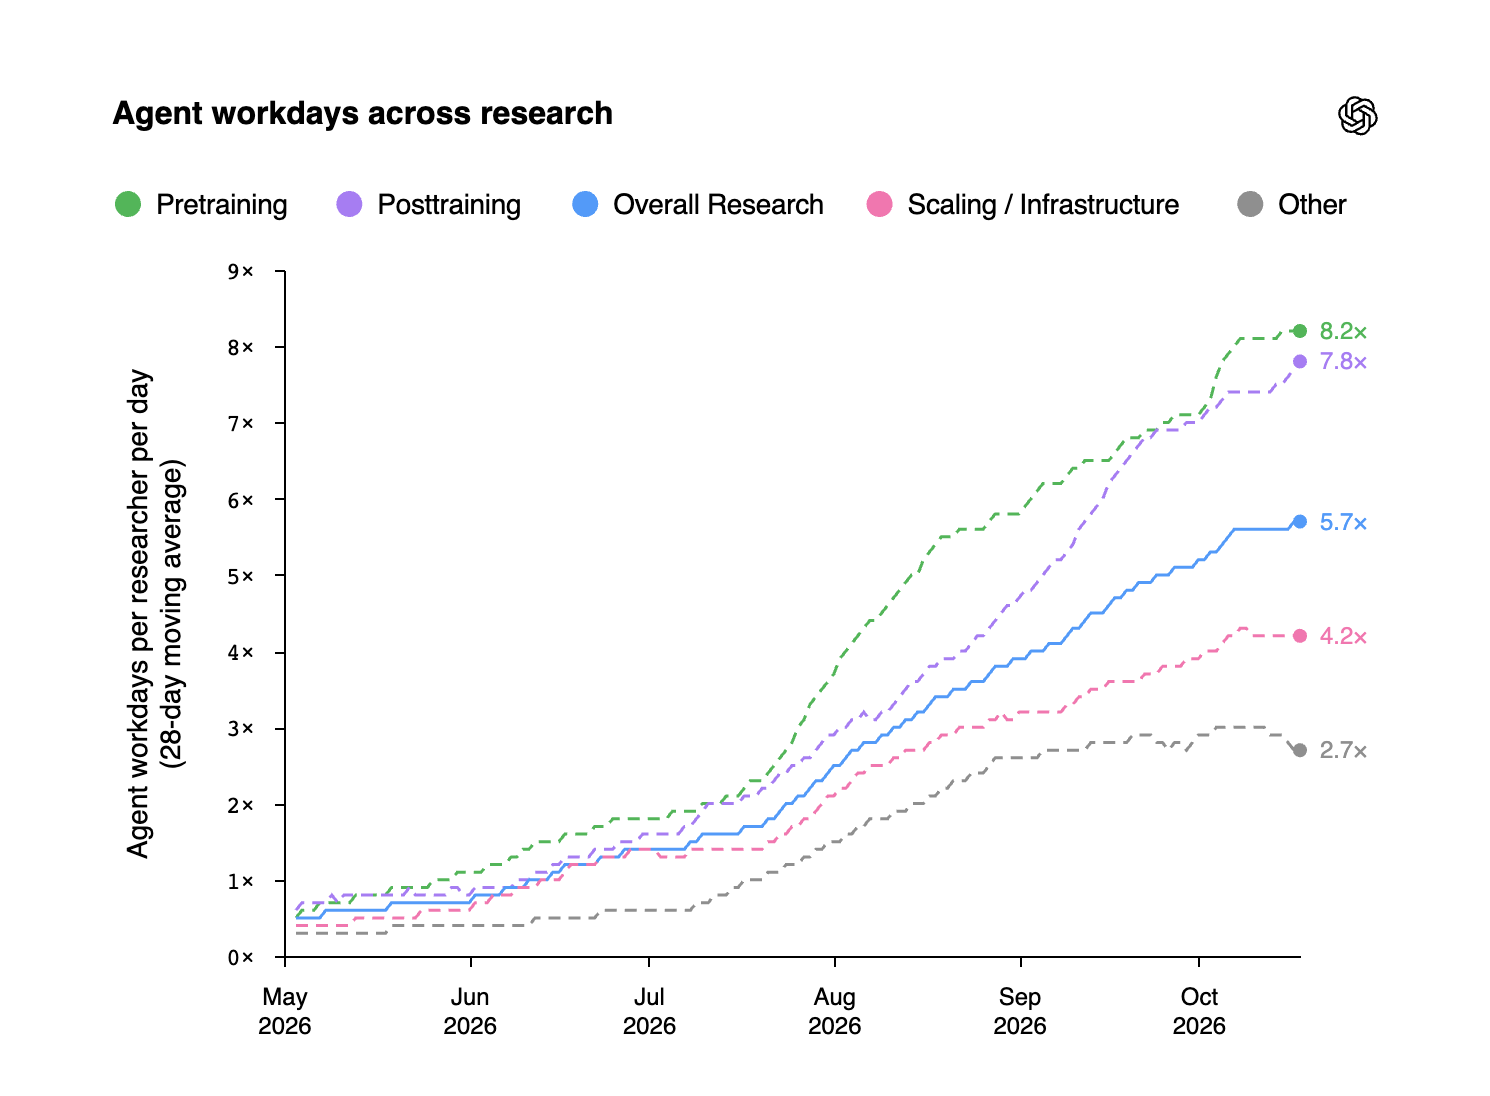 Agent workdays across research
Pretraining
Posttraining
Overall Research
Scaling / Infrastructure
Other
Agent workdays per researcher per day
(28-day moving average)
9×
8×
7×
6×
5×
4×
3×
2×
1×
0×
8.2×
7.8×
5.7×
4.2×
2.7×
May
2026
Jun
2026
Jul
2026
Aug
2026
Sep
2026
Oct
2026